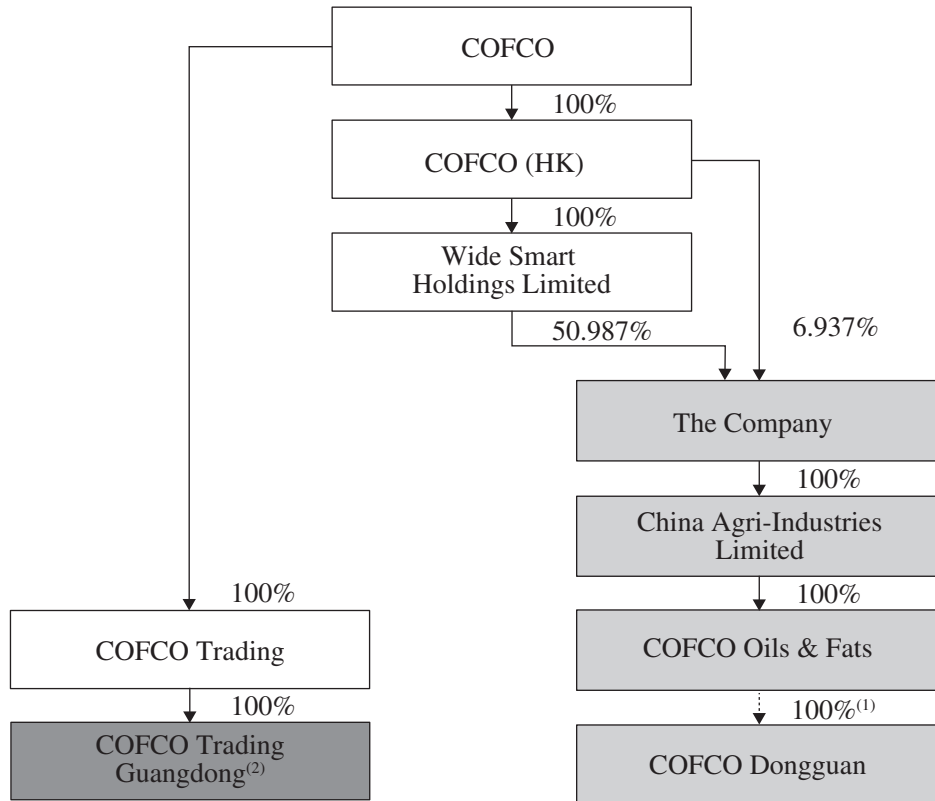 COFCO
100%
COFCO (HK)
100%
Wide Smart
Holdings Limited
50.987%
6.937%
The Company
100%
China Agri-Industries
Limited
100%
100%
COFCO Trading
COFCO Oils & Fats
100%
100%(1)
COFCO Trading
Guangdong(2)
COFCO Dongguan